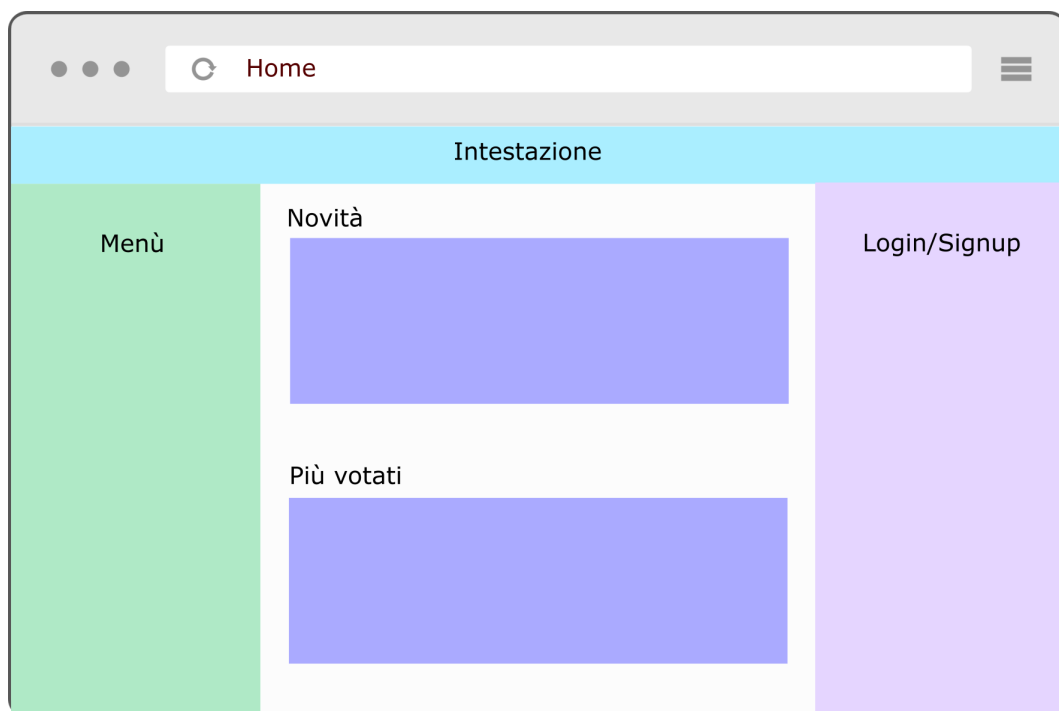 Home
Intestazione
Menù
Novità
Più votati
Login/Signup